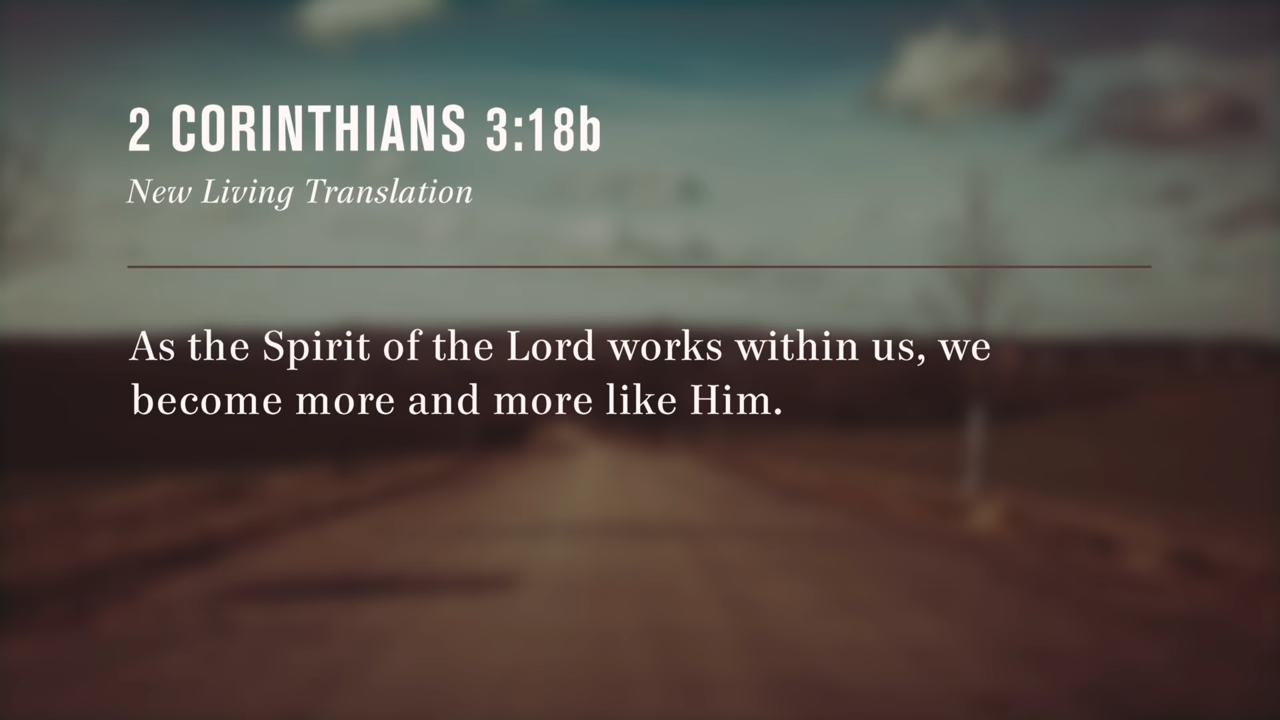 2 CORINTHIANS 3:18b
New Living Translation
As the Spirit of the Lord works within us, we
become more and more like Him.